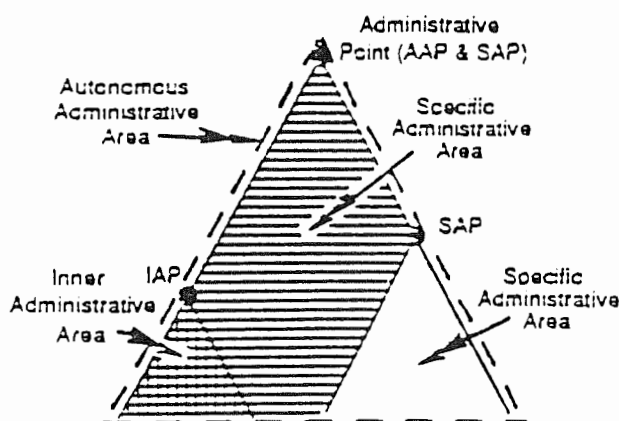 Administrative
Point (AAP & SAP)
Autonomous
Administrative
Area
Specific
Administrative
Area
SAP
Inner
Administrative
Area
IAP
Specific
Administrative
Area